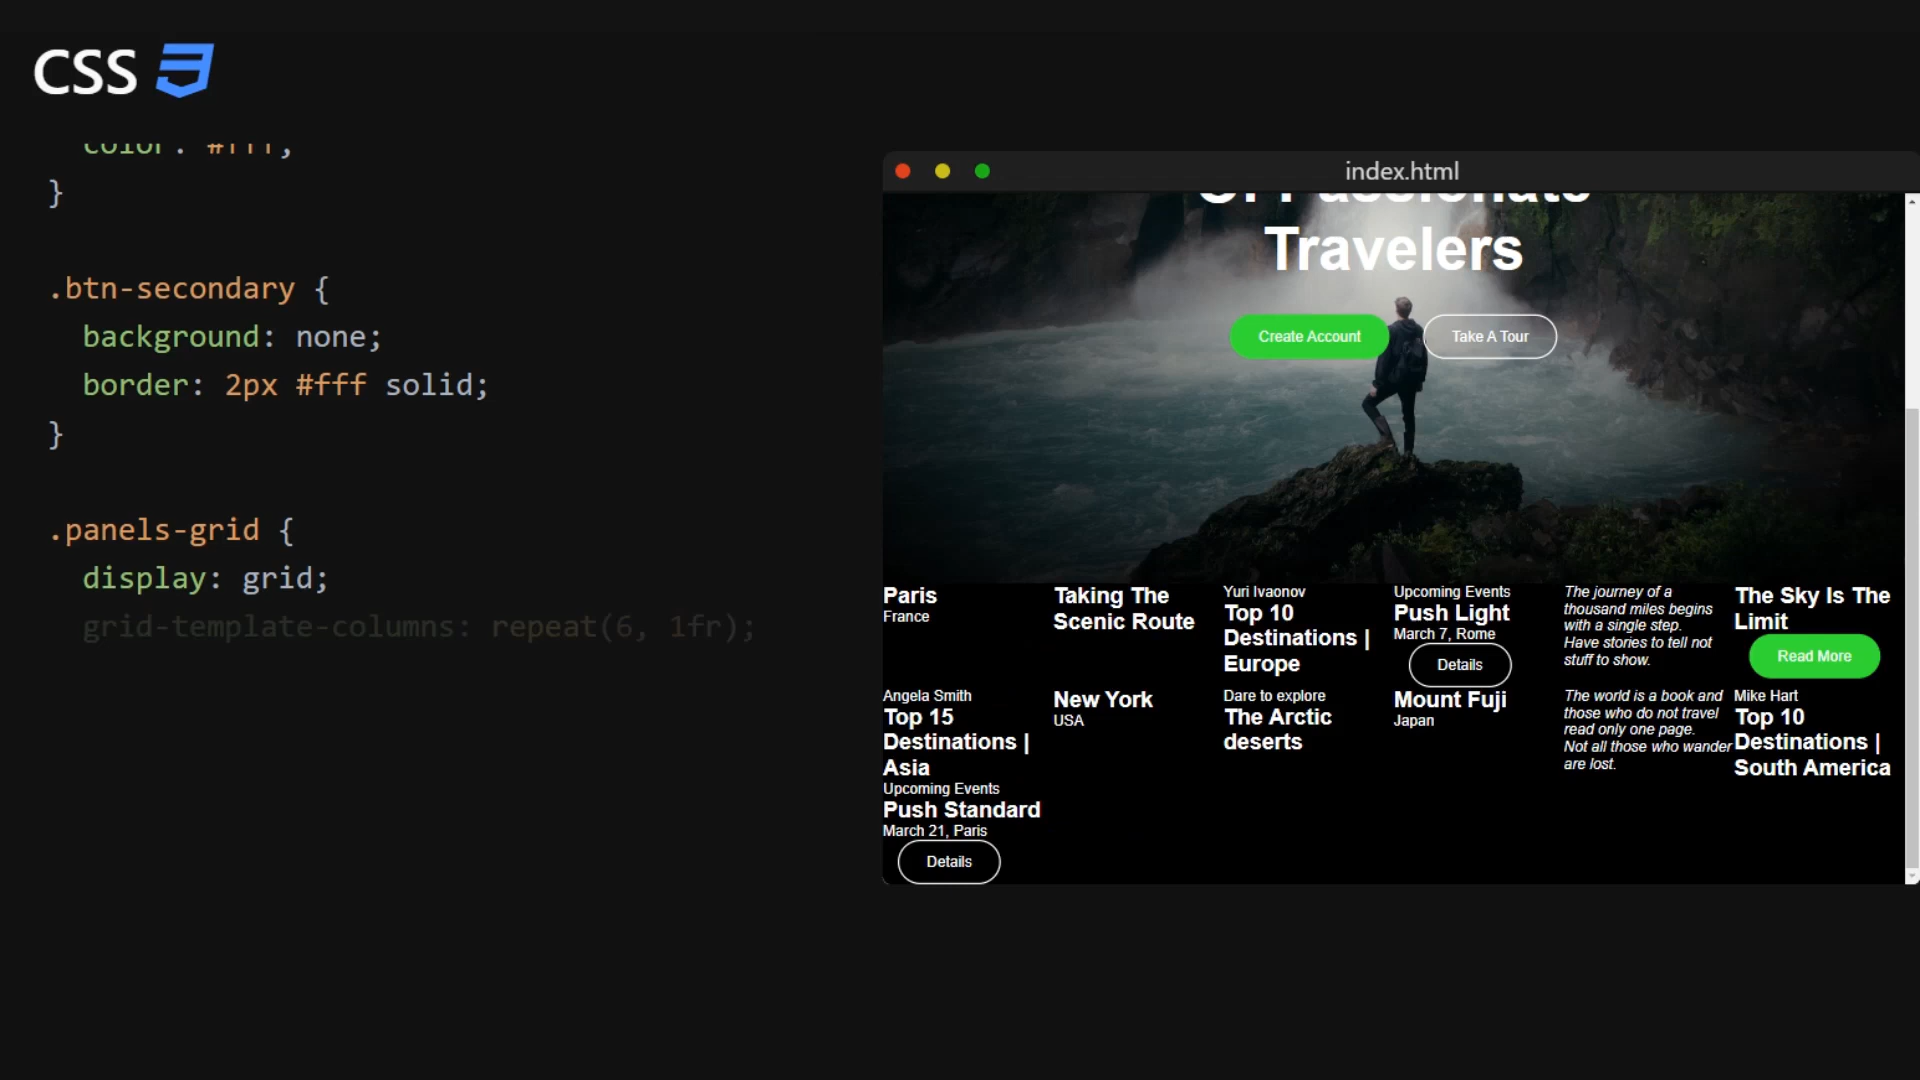 CSS
color: #fff;
}
.btn-secondary {
background: none;
border: 2px #fff solid;
}
.panels-grid {
display: grid;
grid-template-columns: repeat(6, 1fr);
index.html
Of Passionate
Travelers
Create Account
Take A Tour
Paris
France
Taking The
Scenic Route
Yuri Ivaonov
Top 10
Destinations |
Europe
Upcoming Events
Push Light
March 7, Rome
Details
The journey of a
thousand miles begins
with a single step.
Have stories to tell not
stuff to show.
The Sky Is The
Limit
Read More
Angela Smith
Top 15
Destinations |
Asia
New York
USA
Dare to explore
The Arctic
deserts
Mount Fuji
Japan
The world is a book and
those who do not travel
read only one page.
Not all those who wander
are lost.
Mike Hart
Top 10
Destinations |
South America
Upcoming Events
Push Standard
March 21, Paris
Details